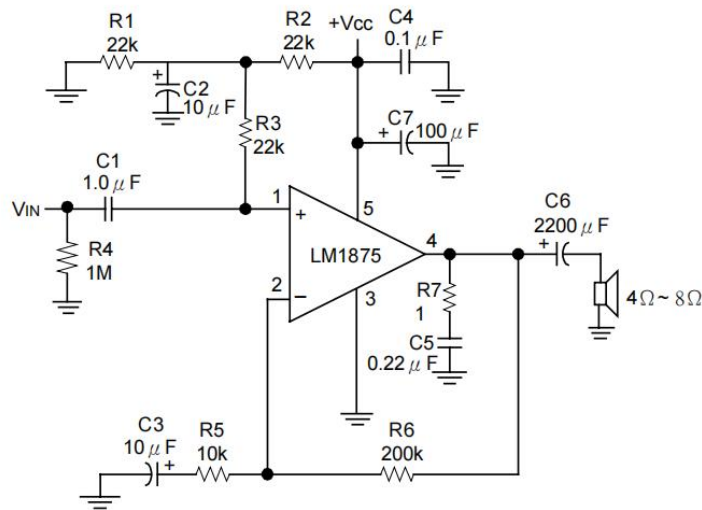 R1
22k
R2
22k
+Vcc
C4
0.1μF
+
C2
10μF
R3
22k
C7
+
100μF
C1
1.0μF
VIN
R4
1M
1
+
5
LM1875
4
2
−
3
R7
1
C5
0.22μF
C6
2200μF
+
4Ω~8Ω
C3
10μF
+
R5
10k
R6
200k